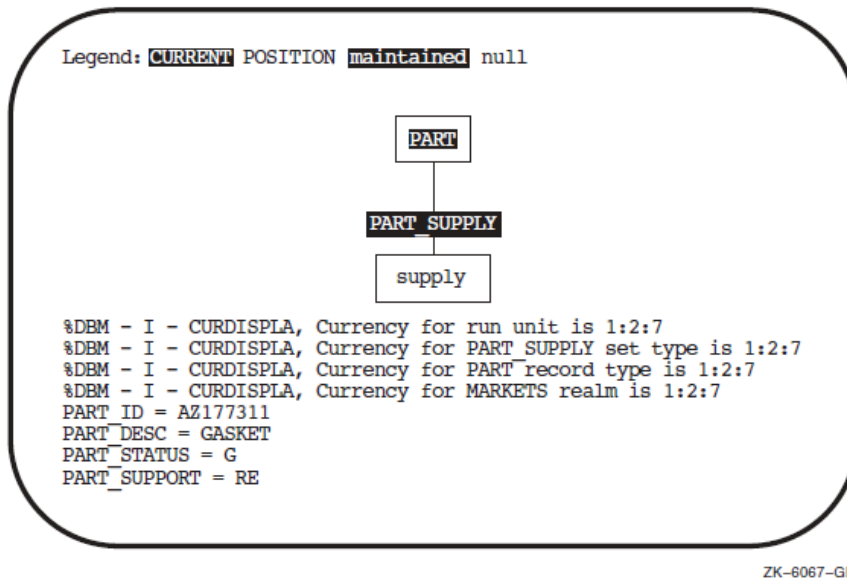 Legend: CURRENT POSITION maintained null
PART
PART_SUPPLY
supply
%DBM - I - CURDISPLA, Currency for run unit is 1:2:7
%DBM - I - CURDISPLA, Currency for PART_SUPPLY set type is 1:2:7
%DBM - I - CURDISPLA, Currency for PART record type is 1:2:7
%DBM - I - CURDISPLA, Currency for MARKETS realm is 1:2:7
PART_ID = AZ177311
PART_DESC = GASKET
PART_STATUS = G
PART_SUPPORT = RE